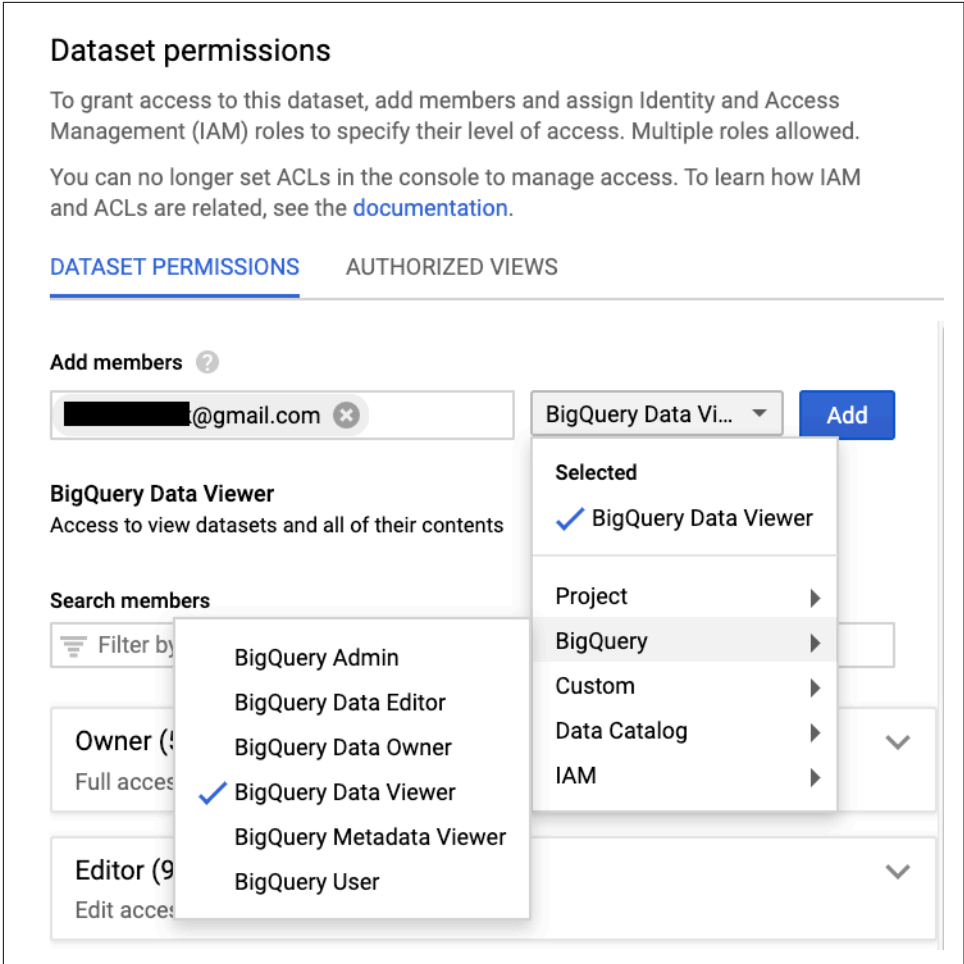 Dataset permissions
To grant access to this dataset, add members and assign Identity and Access
Management (IAM) roles to specify their level of access. Multiple roles allowed.
You can no longer set ACLs in the console to manage access. To learn how IAM
and ACLs are related, see the documentation.
DATASET PERMISSIONS AUTHORIZED VIEWS
Add members ?
@gmail.com BigQuery Data Vi... Add
BigQuery Data Viewer
Access to view datasets and all of their contents
Selected
BigQuery Data Viewer
Project
BigQuery
Custom
Data Catalog
IAM
Search members
Filter by
BigQuery Admin
BigQuery Data Editor
BigQuery Data Owner
BigQuery Data Viewer
BigQuery Metadata Viewer
BigQuery User
Owner (
Full acces
Editor (9
Edit acces